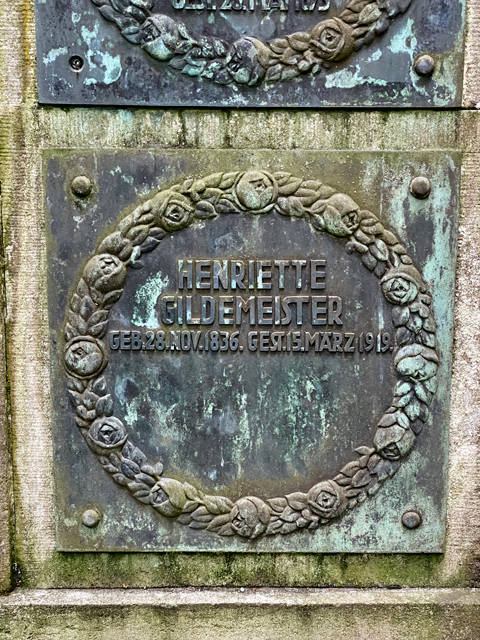 HENRIETTE
GILDEMEISTER
GEB.28.NOV.1836. GEST.15.MÄRZ 1919.